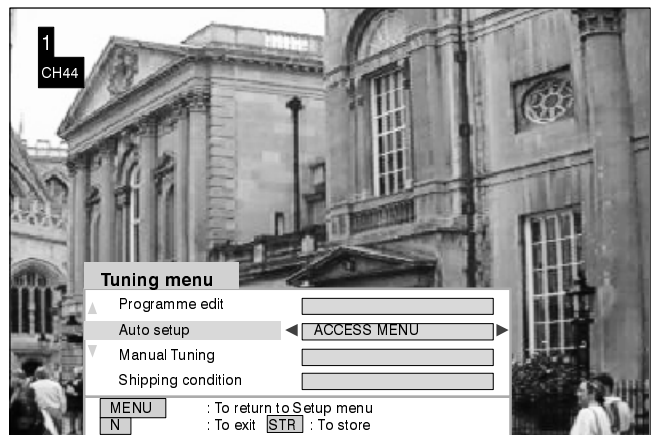 1
CH44
Tuning menu
Programme edit
Auto setup ACCESS MENU
Manual Tuning
Shipping condition
MENU : To return to Setup menu
N : To exit STR : To store